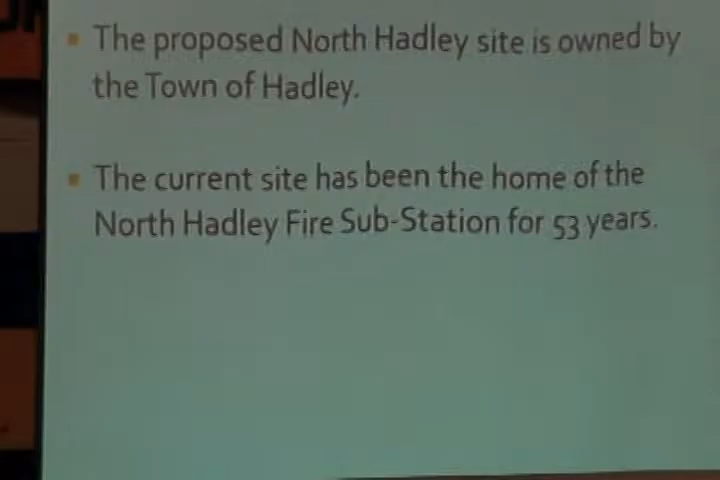 The proposed North Hadley site is owned by
the Town of Hadley.
The current site has been the home of the
North Hadley Fire Sub-Station for 53 years.